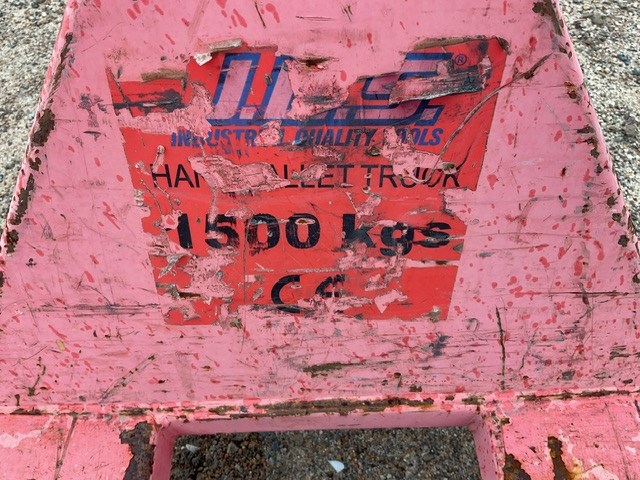 ®
INDUSTRIAL QUALITY TOOLS
HAND PALLET TRUCK
1500 kgs
CE